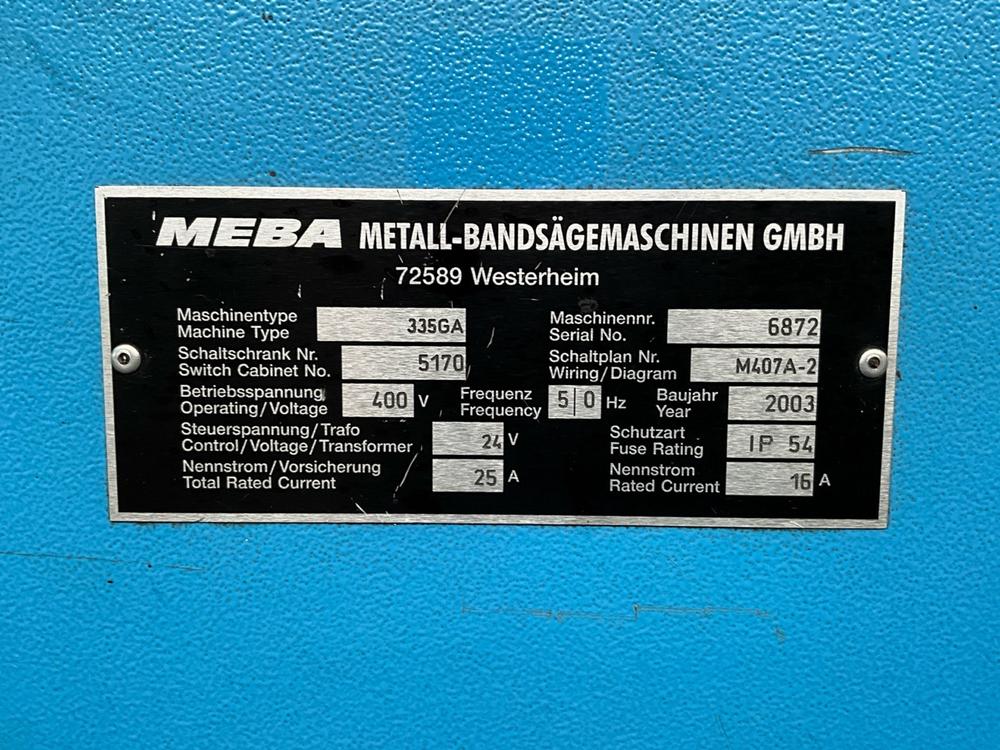 MEBA METALL-BANDSÄGEMASCHINEN GMBH
72589 Westerheim
Maschinentype
Machine Type 335GA
Maschinennr.
Serial No. 6872
Schaltschrank Nr.
Switch Cabinet No. 5170
Schaltplan Nr.
Wiring/Diagram M407A-2
Betriebsspannung
Operating/Voltage 400 V
Frequenz
Frequency 5|0 Hz
Baujahr
Year 2003
Steuerspannung/Trafo
Control/Voltage/Transformer 24 V
Schutzart
Fuse Rating IP 54
Nennstrom/Vorsicherung
Total Rated Current 25 A
Nennstrom
Rated Current 16 A